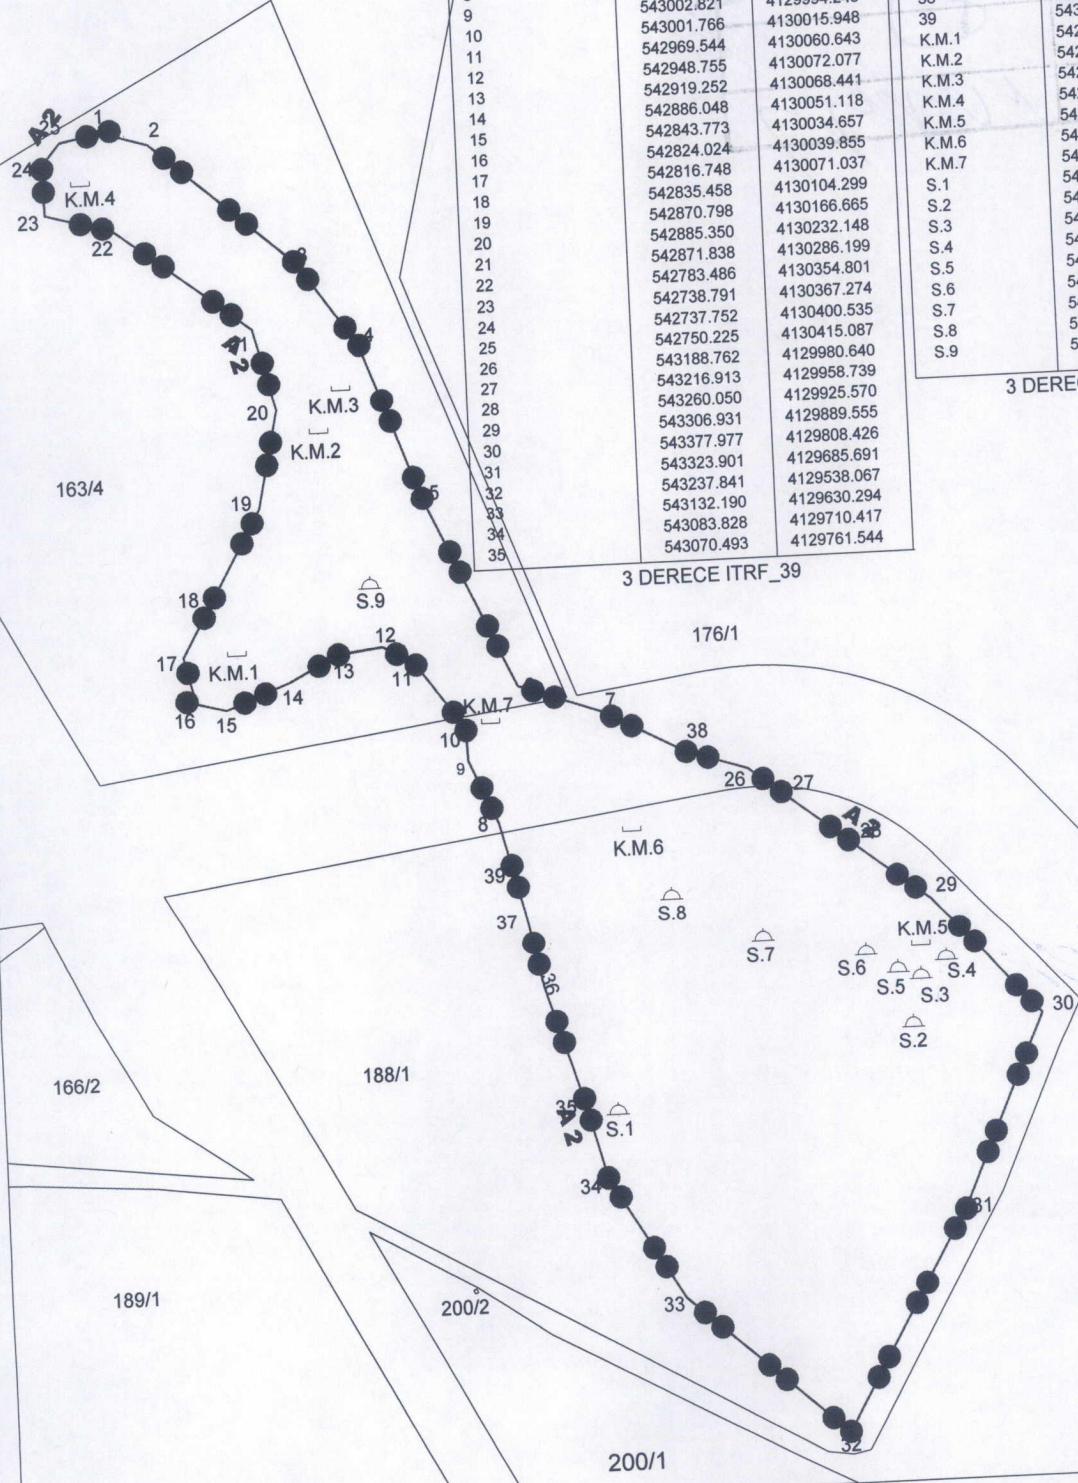 9 543002.821
10 543001.766 4130015.948 39
11 542969.544 4130060.643 K.M.1
12 542948.755 4130072.077 K.M.2
13 542919.252 4130068.441 K.M.3
14 542886.048 4130051.118 K.M.4
15 542843.773 4130034.657 K.M.5
16 542824.024 4130039.855 K.M.6
17 542816.748 4130071.037 K.M.7
18 542835.458 4130104.299 S.1
19 542870.798 4130166.665 S.2
20 542885.350 4130232.148 S.3
21 542871.838 4130286.199 S.4
22 542783.486 4130354.801 S.5
23 542738.791 4130367.274 S.6
24 542737.752 4130400.535 S.7
25 542750.225 4130415.087 S.8
26 543188.762 4129980.640 S.9
27 543216.913 4129958.739
28 543260.050 4129925.570
29 543306.931 4129889.555
30 543377.977 4129808.426
31 543323.901 4129685.691
32 543237.841 4129538.067
33 543132.190 4129630.294
34 543083.828 4129710.417
35 543070.493 4129761.544
3 DERECE ITRF_39
3 DERE
A 2
1
2
24
K.M.4
23
22
3
4
A 2
20
K.M.3
K.M.2
163/4
5
19
S.9
18
176/1
12
17
K.M.1
13
11
14
16
15
K.M.7
7
10
38
9
26
27
8
A 2
28
K.M.6
39
29
S.8
37
K.M.5
S.7
S.6
S.4
36
S.5
S.3
30
S.2
166/2
188/1
35
A 2
S.1
34
31
189/1
200/2
33
32
200/1